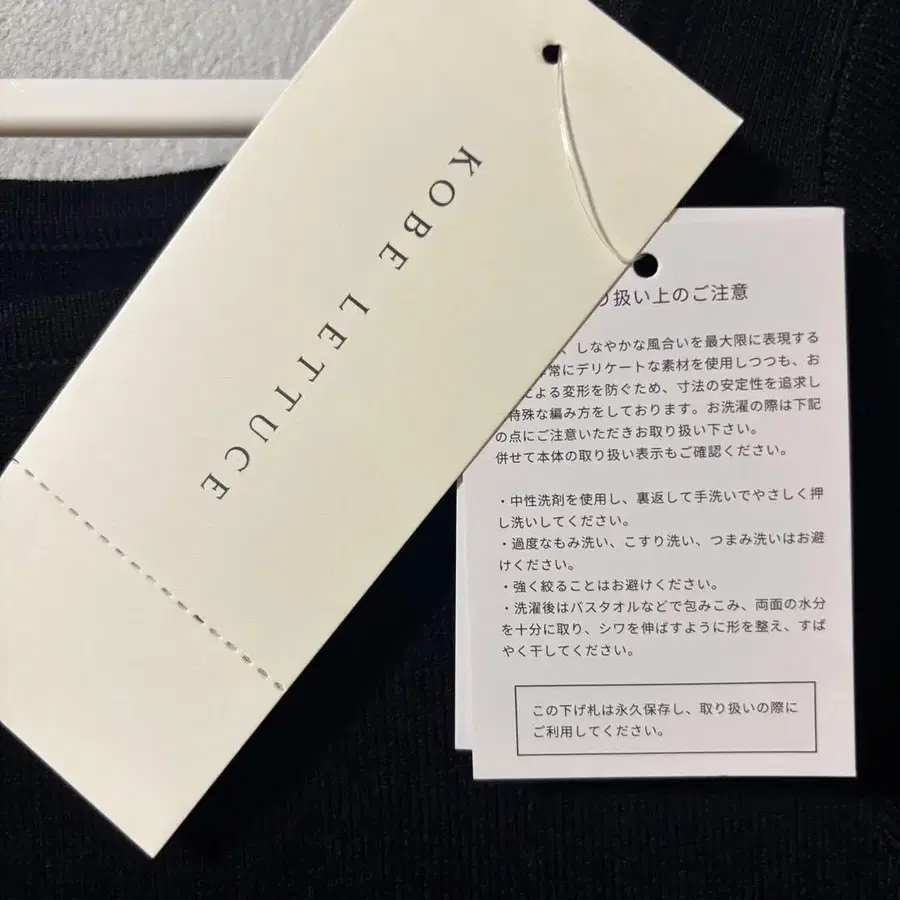 KOBE LETTUCE
り扱い上のご注意
、しなやかな風合いを最大限に表現する
常にデリケートな素材を使用しつつも、お
による変形を防ぐため、寸法の安定性を追求し
特殊な編み方をしております。お洗濯の際は下記
の点にご注意いただきお取り扱い下さい。
併せて本体の取り扱い表示もご確認ください。
・中性洗剤を使用し、裏返して手洗いでやさしく押
し洗いしてください。
・過度なもみ洗い、こすり洗い、つまみ洗いはお避
けください。
・強く絞ることはお避けください。
・洗濯後はバスタオルなどで包みこみ、両面の水分
を十分に取り、シワを伸ばすように形を整え、すば
やく干してください。
この下げ札は永久保存し、取り扱いの際に
ご利用してください。